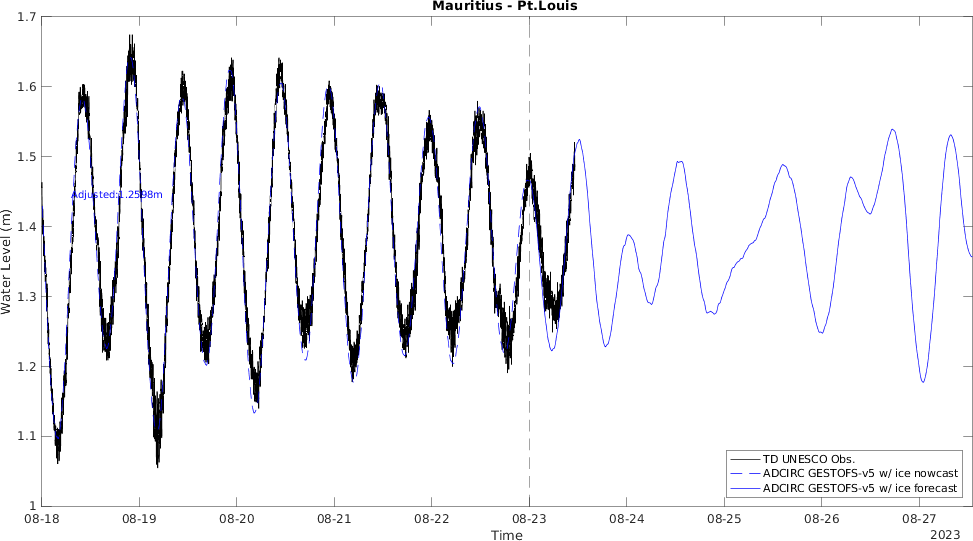 Mauritius - Pt.Louis
1.7
1.6
1.5
1.4
1.3
1.2
1.1
1
Water Level (m)
Adjusted:1.2598m
TD UNESCO Obs.
ADCIRC GESTOFS-v5 w/ ice nowcast
ADCIRC GESTOFS-v5 w/ ice forecast
08-18 08-19 08-20 08-21 08-22 08-23 08-24 08-25 08-26 08-27
Time
2023